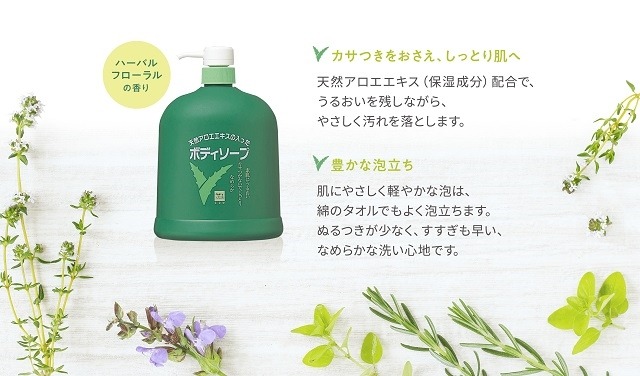 ハーバル
フローラル
の香り
天然アロエエキスの入った
ボディソープ
カサつきをおさえ、しっとり肌へ
天然アロエエキス（保湿成分）配合で、
うるおいを残しながら、
やさしく汚れを落とします。
豊かな泡立ち
肌にやさしく軽やかな泡は、
綿のタオルでもよく泡立ちます。
ぬるつきが少なく、すすぎも早い、
なめらかな洗い心地です。